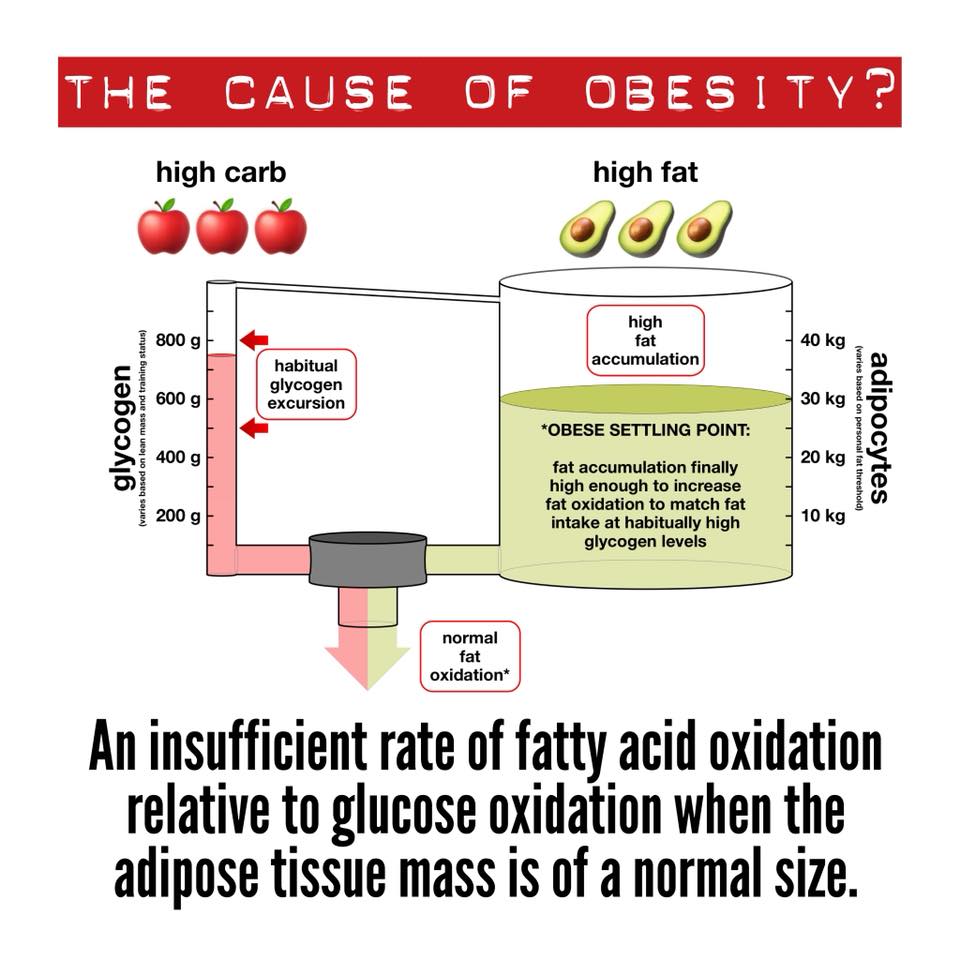 THE CAUSE OF OBESITY?
high carb
high fat
glycogen
(varies based on lean mass and training status)
800 g
600 g
400 g
200 g
habitual
glycogen
excursion
high
fat
accumulation
*OBESE SETTLING POINT:
fat accumulation finally
high enough to increase
fat oxidation to match fat
intake at habitually high
glycogen levels
40 kg
30 kg
20 kg
10 kg
adipocytes
(varies based on personal fat threshold)
normal
fat
oxidation*
An insufficient rate of fatty acid oxidation
relative to glucose oxidation when the
adipose tissue mass is of a normal size.